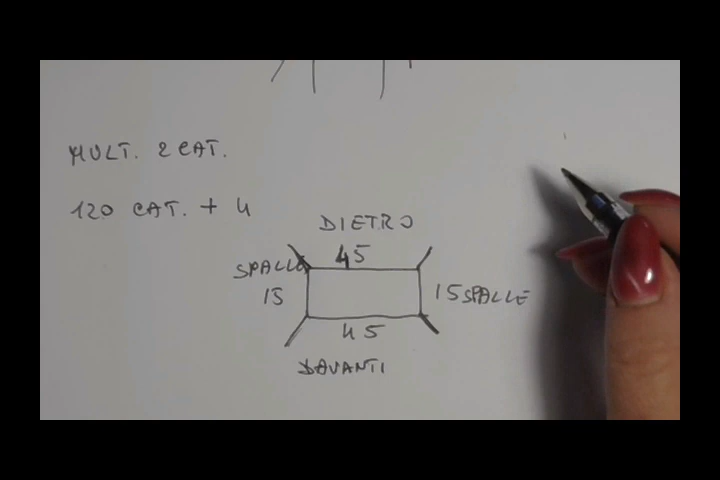 MULT. 2 CAT.
120 CAT. + 4
DIETRO
45
SPALLE
15
15 SPALLE
45
DAVANTI